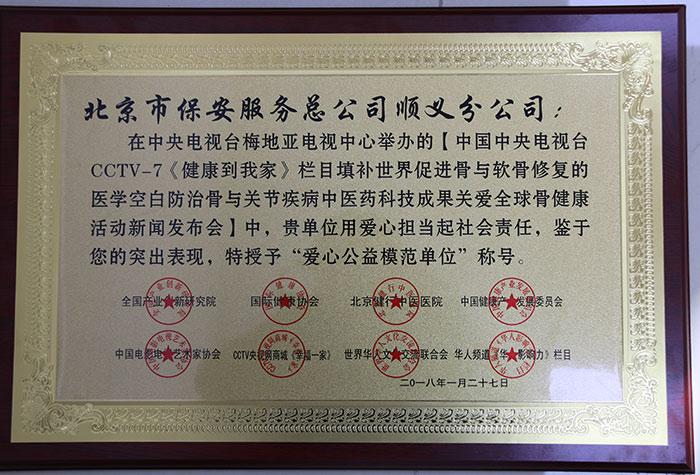 北京市保安服务总公司顺义分公司：
在中央电视台梅地亚电视中心举办的【中国中央电视台
CCTV-7《健康到我家》栏目填补世界促进骨与软骨修复的
医学空白防治骨与关节疾病中医药科技成果关爱全球骨健康
活动新闻发布会】中，贵单位用爱心担当起社会责任，鉴于
您的突出表现，特授予“爱心公益模范单位”称号。
全国产业创新研究院 国际健康协会 北京健行中医医院 中国健康产业发展委员会
中国电影电视艺术家协会 CCTV央视网商城《幸福一家》 世界华人文化交流联合会 华人频道《华人影响力》栏目
二〇一八年一月二十七日